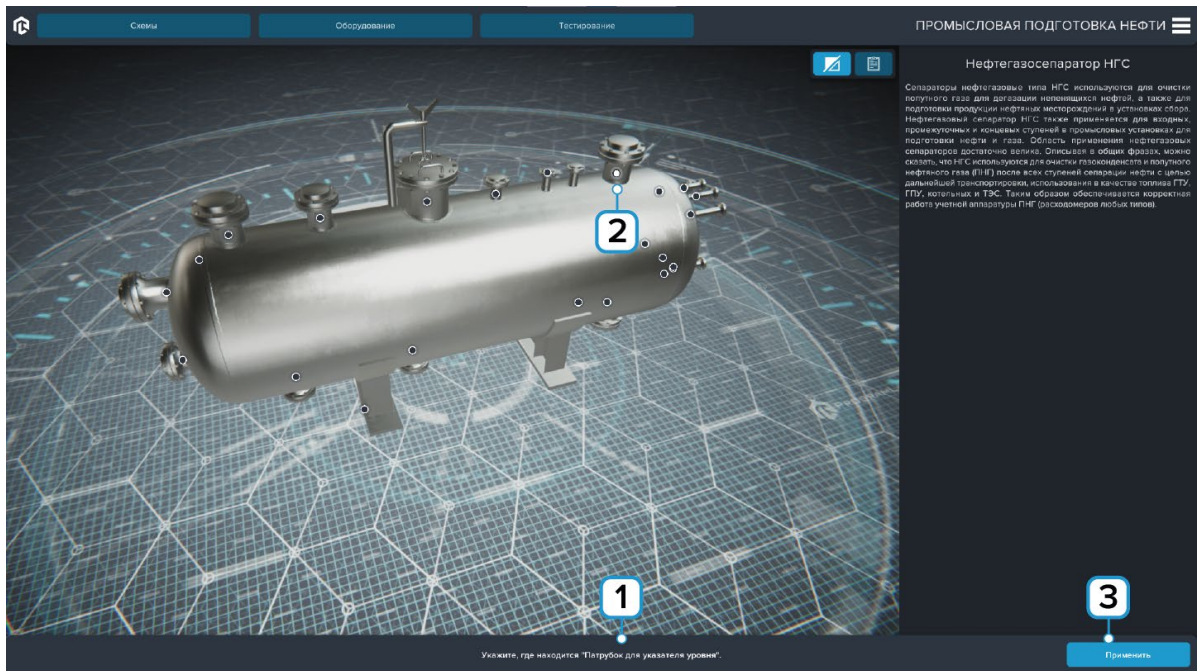 Схемы
Оборудование
Тестирование
ПРОМЫСЛОВАЯ ПОДГОТОВКА НЕФТИ
Нефтегазосепаратор НГС
Сепараторы нефтегазовые типа НГС используются для очистки
попутного газа для дегазации непенящихся нефтей, а также для
подготовки продукции нефтяных месторождений в установках сбора.
Нефтегазовый сепаратор НГС также применяется для входных,
промежуточных и концевых ступеней в промысловых установках для
подготовки нефти и газа. Область применения нефтегазовых
сепараторов достаточно велика. Описывая в общих фразах, можно
сказать, что НГС используются для очистки газоконденсата и попутного
нефтяного газа (ПНГ) после всех ступеней сепарации нефти с целью
дальнейшей транспортировки, использования в качестве топлива ГТУ,
ГПУ, котельных и ТЭС. Таким образом обеспечивается корректная
работа учетной аппаратуры ПНГ (расходомеров любых типов).
2
1
3
Укажите, где находится "Патрубок для указателя уровня".
Применить